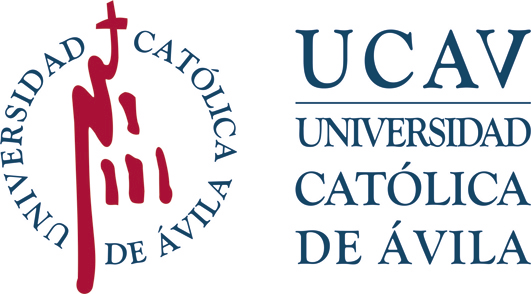 UNIVERSIDAD CATÓLICA DE ÁVILA
UCAV
UNIVERSIDAD
CATÓLICA
DE ÁVILA